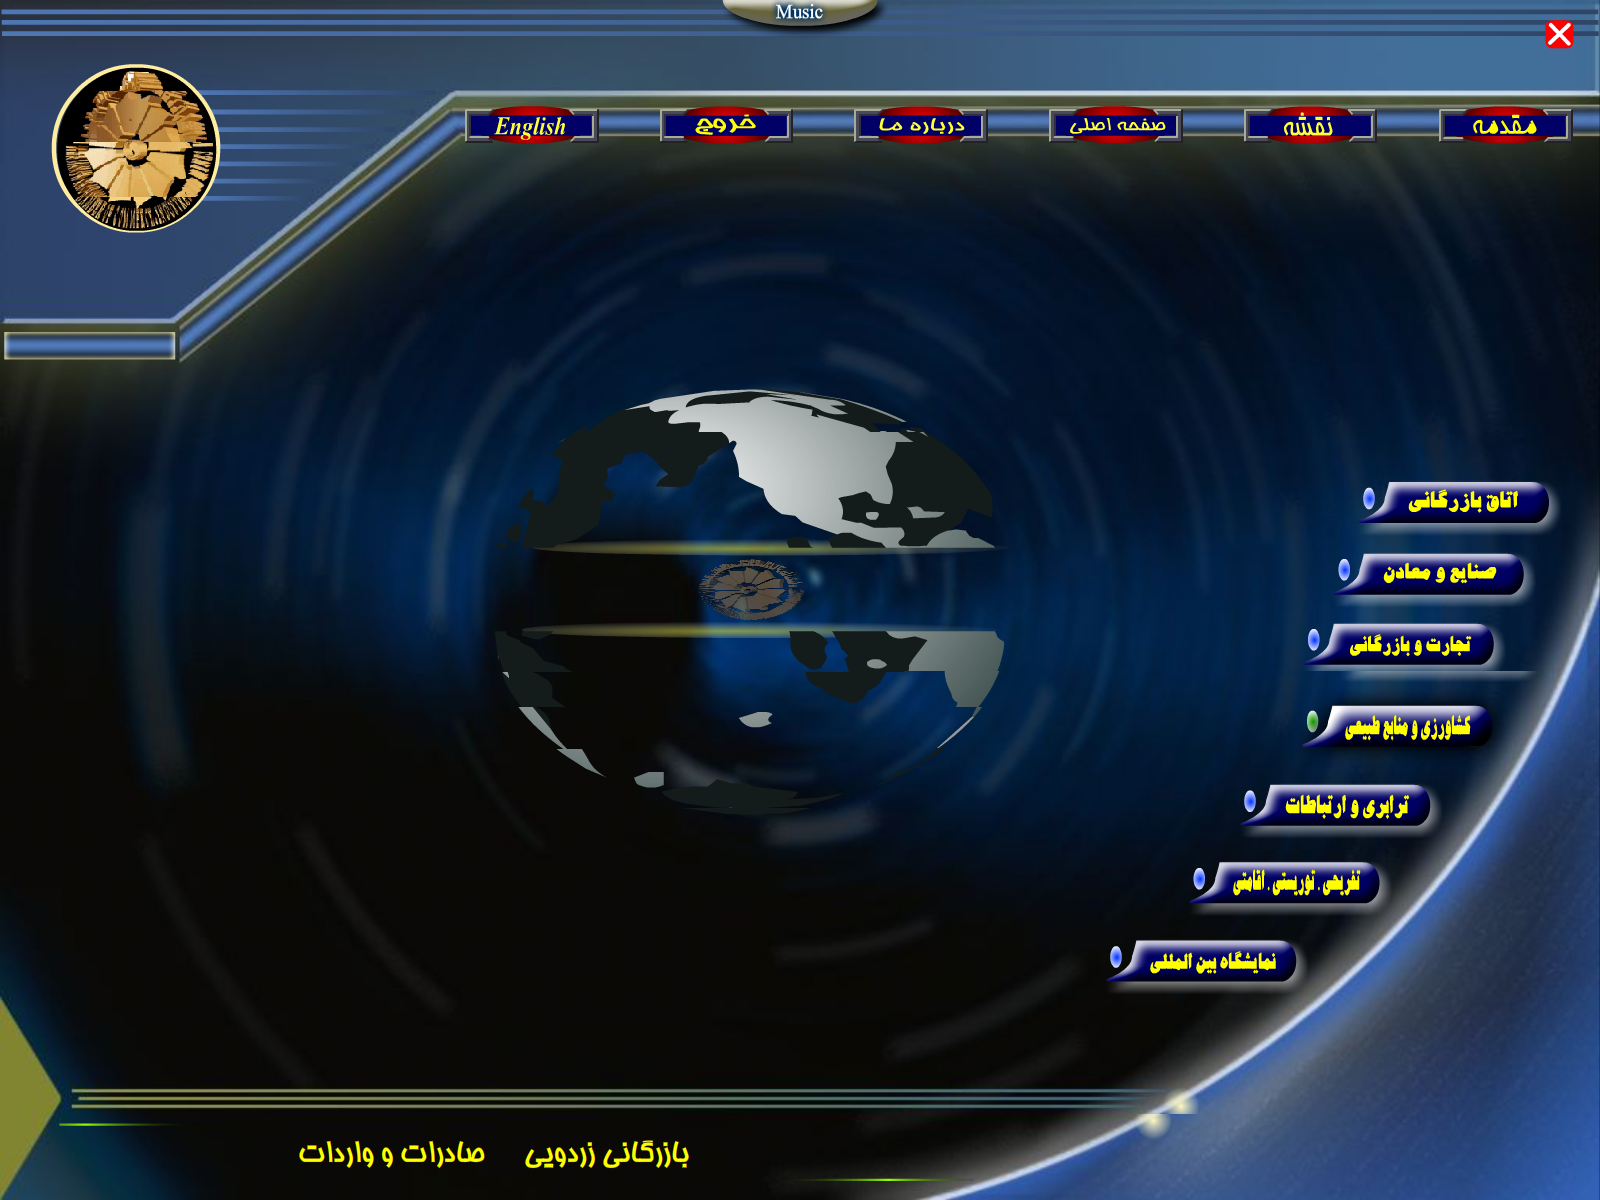 Music
مقدمه
نقشه
صفحه اصلی
درباره ما
خروج
English
اتاق بازرگانی
صنایع و معادن
تجارت و بازرگانی
کشاورزی و منابع طبیعی
ترابری و ارتباطات
تفریحی . توریستی . اقامتی
نمایشگاه بین المللی
بازرگانی زردویی صادرات و واردات